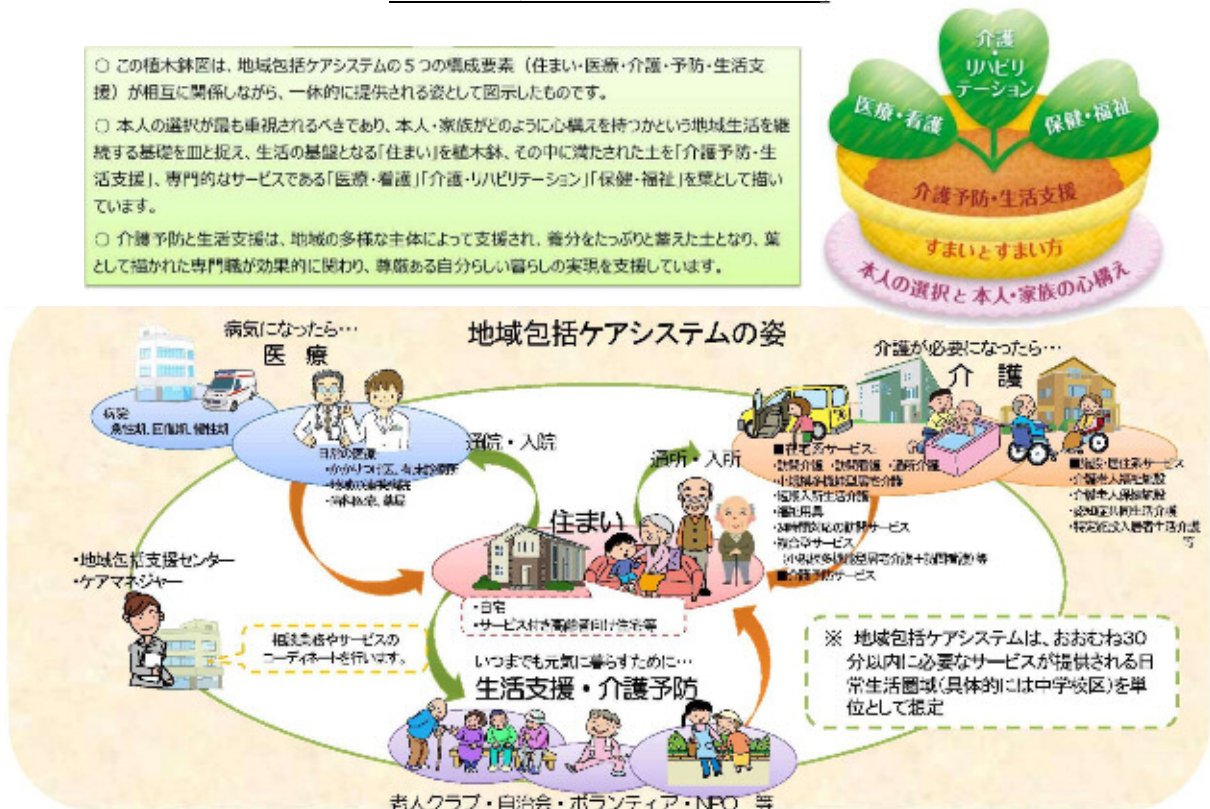 ○ この植木鉢図は、地域包括ケアシステムの５つの構成要素（住まい・医療・介護・予防・生活支
援）が相互に関係しながら、一体的に提供される姿として図示したものです。
○ 本人の選択が最も重視されるべきであり、本人・家族がどのように心構えを持つかという地域生活を継
続する基礎を皿と捉え、生活の基盤となる「住まい」を植木鉢、その中に満たされた土を「介護予防・生
活支援」、専門的なサービスである「医療・看護」「介護・リハビリテーション」「保健・福祉」を葉として描い
ています。
○ 介護予防と生活支援は、地域の多様な主体によって支援され、養分をたっぷりと蓄えた土となり、葉
として描かれた専門職が効果的に関わり、尊厳ある自分らしい暮らしの実現を支援しています。
介護
・
リハビリ
テーション
医療・看護
保健・福祉
介護予防・生活支援
すまいとすまい方
本人の選択と本人・家族の心構え
地域包括ケアシステムの姿
病気になったら…
医 療
病院
急性期、回復期、慢性期
日常の医療
・かかりつけ医、有床診療所
・地域の連携病院
・歯科医療、薬局
通院・入院
介護が必要になったら…
介 護
通所・入所
■在宅系サービス:
・訪問介護 ・訪問看護 ・通所介護
・小規模多機能型居宅介護
・短期入所生活介護
・福祉用具
・24時間対応の訪問サービス
・複合型サービス
（小規模多機能型居宅介護＋訪問看護）等
■介護予防サービス
■施設・居住系サービス
・介護老人福祉施設
・介護老人保健施設
・認知症共同生活介護
・特定施設入居者生活介護
等
住まい
・自宅
・サービス付き高齢者向け住宅等
・地域包括支援センター
・ケアマネジャー
相談業務やサービスの
コーディネートを行います。
いつまでも元気に暮らすために…
生活支援・介護予防
老人クラブ・自治会・ボランティア・NPO 等
※ 地域包括ケアシステムは、おおむね30
分以内に必要なサービスが提供される日
常生活圏域（具体的には中学校区）を単
位として想定